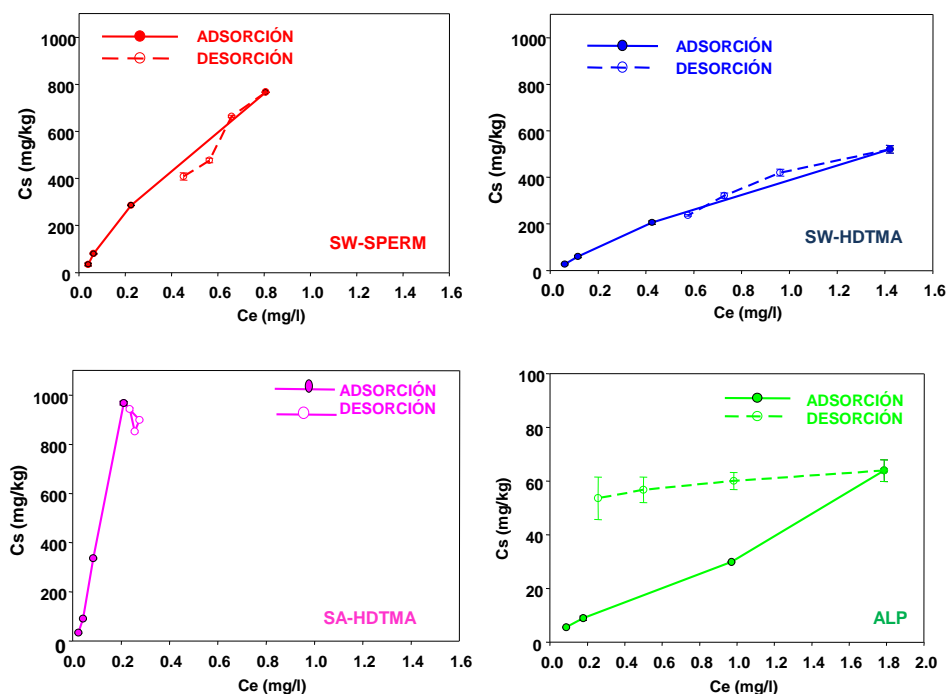 1000
800
600
400
200
0
Cs (mg/kg)
ADSORCIÓN
DESORCIÓN
SW-SPERM
0.0 0.2 0.4 0.6 0.8 1.0 1.2 1.4 1.6
Ce (mg/l)
1000
800
600
400
200
0
Cs (mg/kg)
ADSORCIÓN
DESORCIÓN
SW-HDTMA
0.0 0.2 0.4 0.6 0.8 1.0 1.2 1.4 1.6
Ce (mg/l)
1000
800
600
400
200
0
Cs (mg/kg)
ADSORCIÓN
DESORCIÓN
SA-HDTMA
0.0 0.2 0.4 0.6 0.8 1.0 1.2 1.4 1.6
Ce (mg/l)
100
80
60
40
20
0
Cs (mg/kg)
ADSORCIÓN
DESORCIÓN
ALP
0.0 0.2 0.4 0.6 0.8 1.0 1.2 1.4 1.6 1.8 2.0
Ce (mg/l)